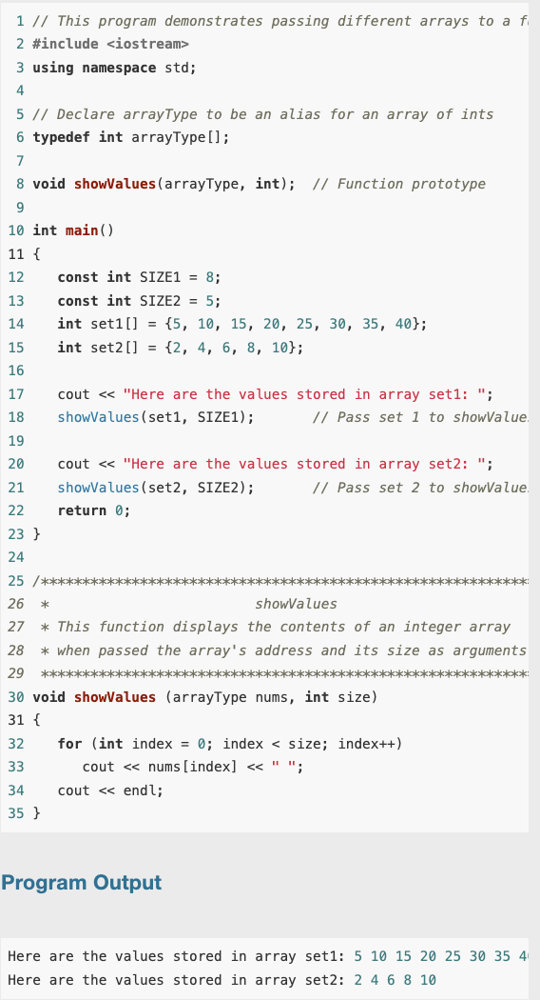 1 // This program demonstrates passing different arrays to a
2 #include <iostream>
3 using namespace std;
4
5 // Declare arrayType to be an alias for an array of ints
6 typedef int arrayType[];
7
8 void showValues(arrayType, int);  // Function prototype
9
10 int main()
11 {
12    const int SIZE1 = 8;
13    const int SIZE2 = 5;
14    int set1[] = {5, 10, 15, 20, 25, 30, 35, 40};
15    int set2[] = {2, 4, 6, 8, 10};
16
17    cout << "Here are the values stored in array set1: ";
18    showValues(set1, SIZE1);       // Pass set 1 to showValue
19
20    cout << "Here are the values stored in array set2: ";
21    showValues(set2, SIZE2);       // Pass set 2 to showValue
22    return 0;
23 }
24
25 /************************************************************
26  *                         showValues
27  * This function displays the contents of an integer array
28  * when passed the array's address and its size as arguments
29  ************************************************************
30 void showValues (arrayType nums, int size)
31 {
32    for (int index = 0; index < size; index++)
33       cout << nums[index] << " ";
34    cout << endl;
35 }
Program Output
Here are the values stored in array set1: 5 10 15 20 25 30 35 4
Here are the values stored in array set2: 2 4 6 8 10